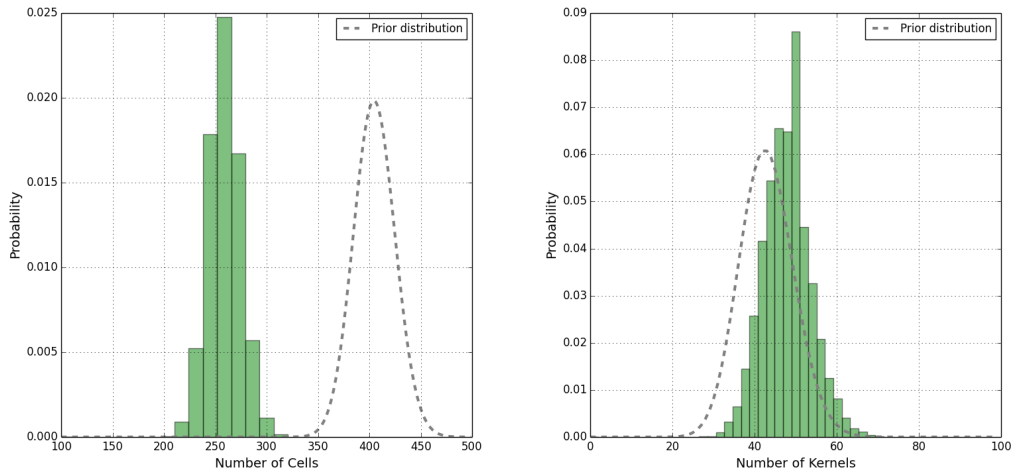 0.025
0.020
0.015
0.010
0.005
0.000
Probability
100 150 200 250 300 350 400 450 500
Number of Cells
Prior distribution
0.09
0.08
0.07
0.06
0.05
0.04
0.03
0.02
0.01
0.00
Probability
0 20 40 60 80 100
Number of Kernels
Prior distribution